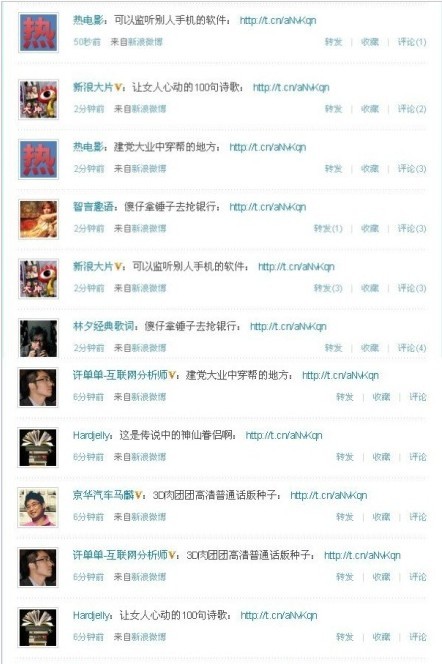 热电影：可以监听别人手机的软件： http://t.cn/aNvKqn
50秒前 来自新浪微博 转发 | 收藏 | 评论(1)
新浪大片V：让女人心动的100句诗歌： http://t.cn/aNvKqn
2分钟前 来自新浪微博 转发 | 收藏 | 评论(2)
热电影：建党大业中穿帮的地方： http://t.cn/aNvKqn
2分钟前 来自新浪微博 转发 | 收藏 | 评论(3)
智言趣语：傻仔拿锤子去抢银行： http://t.cn/aNvKqn
2分钟前 来自新浪微博 转发(1) | 收藏 | 评论(3)
新浪大片V：可以监听别人手机的软件： http://t.cn/aNvKqn
2分钟前 来自新浪微博 转发(3) | 收藏 | 评论(3)
林夕经典歌词：傻仔拿锤子去抢银行： http://t.cn/aNvKqn
2分钟前 来自新浪微博 转发 | 收藏 | 评论(4)
许单单-互联网分析师V：建党大业中穿帮的地方： http://t.cn/aNvKqn
6分钟前 来自新浪微博 转发 | 收藏 | 评论
Hardjelly：这是传说中的神仙眷侣啊： http://t.cn/aNvKqn
6分钟前 来自新浪微博 转发 | 收藏 | 评论
京华汽车马麟V：3D肉团团高清普通话版种子： http://t.cn/aNvKqn
6分钟前 来自新浪微博 转发 | 收藏 | 评论
许单单-互联网分析师V：3D肉团团高清普通话版种子： http://t.cn/aNvKqn
6分钟前 来自新浪微博 转发 | 收藏 | 评论
Hardjelly：让女人心动的100句诗歌： http://t.cn/aNvKqn
6分钟前 来自新浪微博 转发 | 收藏 | 评论